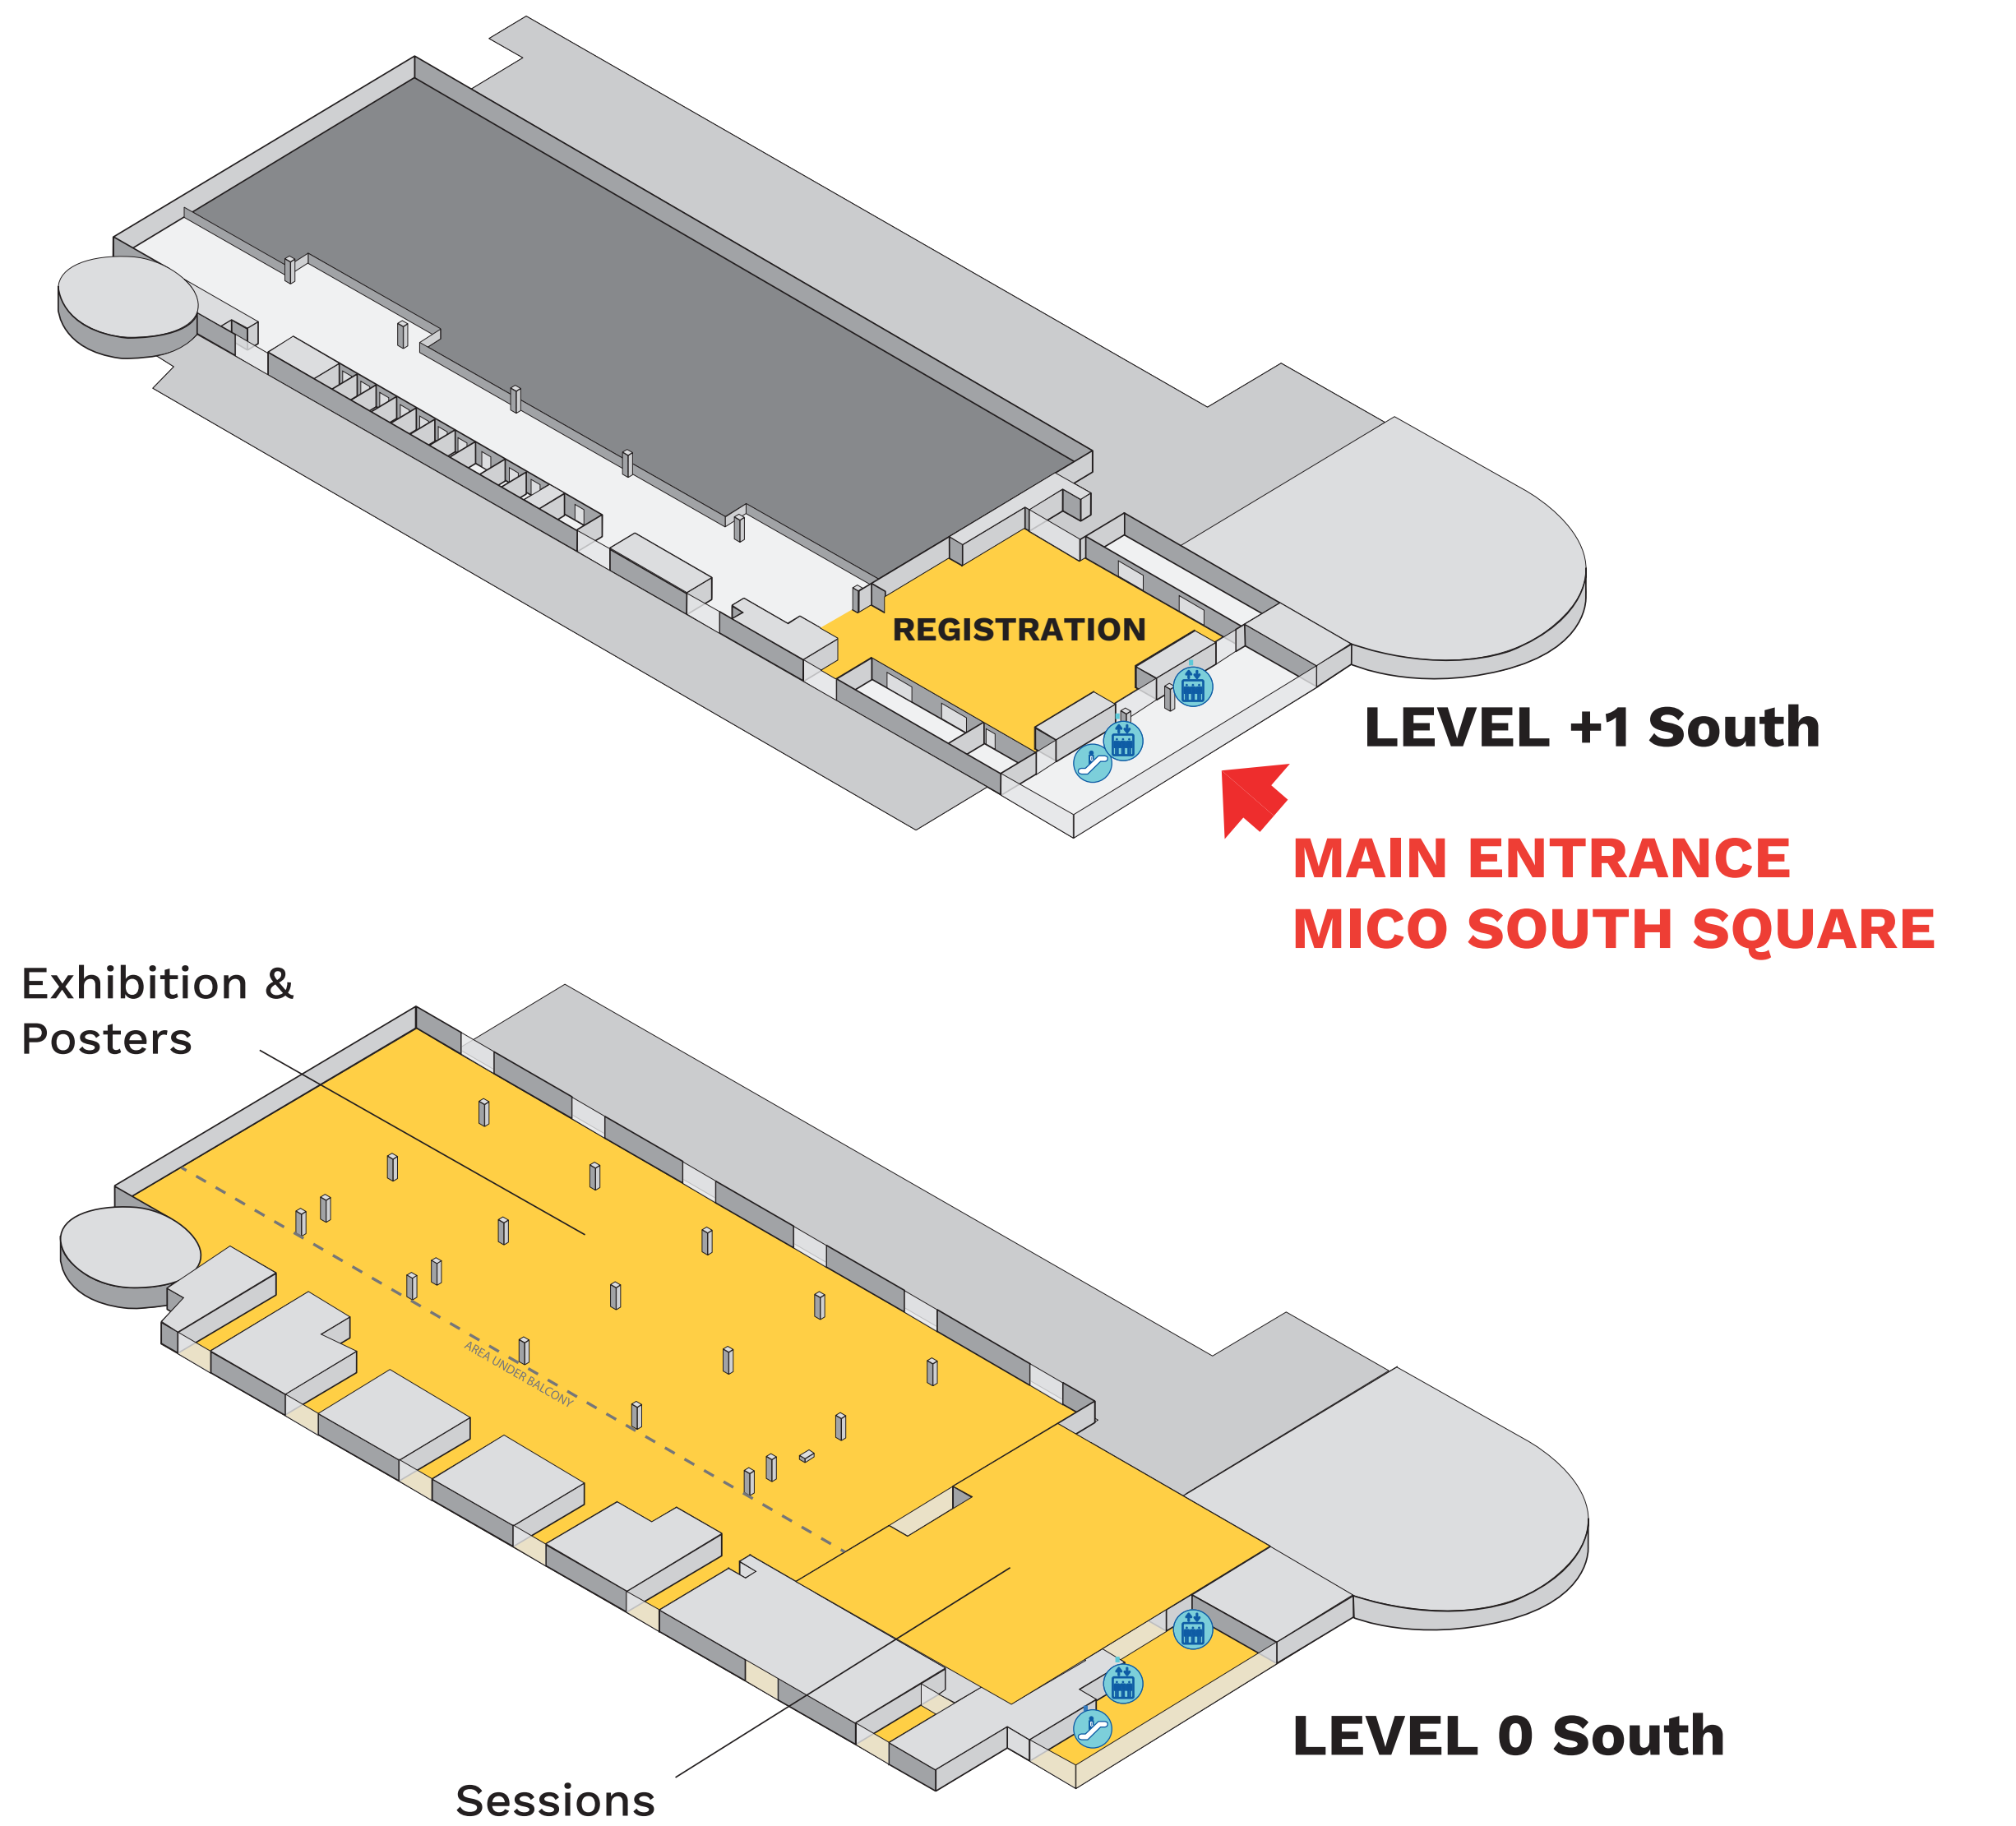 REGISTRATION
LEVEL +1 South
MAIN ENTRANCE
MICO SOUTH SQUARE
Exhibition &
Posters
AREA UNDER BALCONY
LEVEL 0 South
Sessions